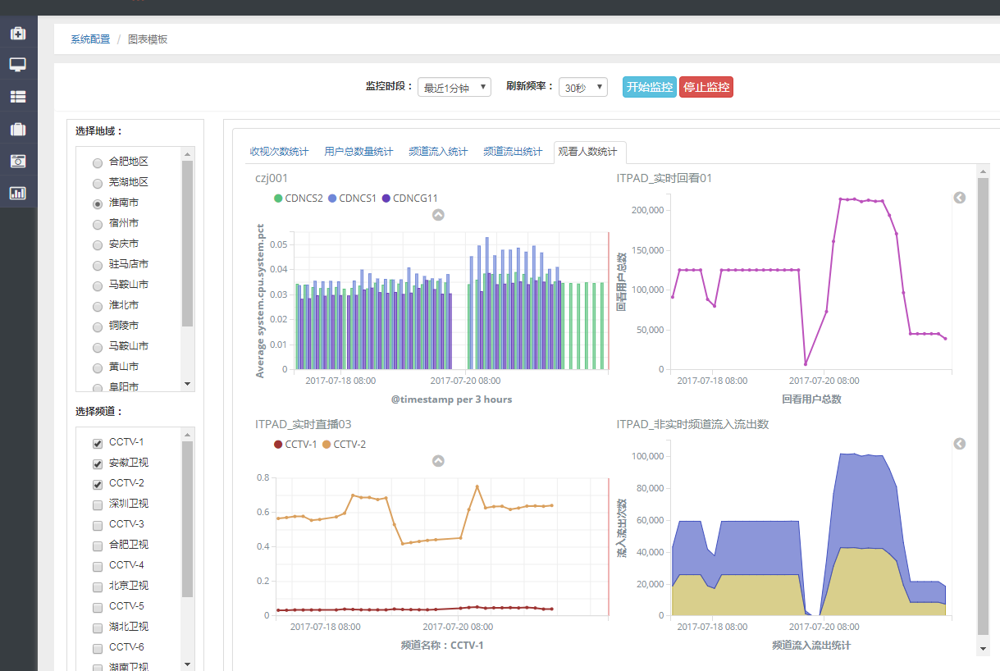 系统配置 / 图表模板
监控时段： 最近1分钟 刷新频率： 30秒 开始监控 停止监控
选择地域：
合肥地区
芜湖地区
淮南市
宿州市
安庆市
驻马店市
马鞍山市
淮北市
铜陵市
马鞍山市
黄山市
阜阳市
选择频道：
CCTV-1
安徽卫视
CCTV-2
深圳卫视
CCTV-3
合肥卫视
CCTV-4
北京卫视
CCTV-5
湖北卫视
CCTV-6
湖南卫视
收视次数统计 用户总数量统计 频道流入统计 频道流出统计 观看人数统计
czj001
CDNCS2 CDNCS1 CDNCG11
Average system.cpu.system.pct
0.05
0.04
0.03
0.02
0.01
0
2017-07-18 08:00 2017-07-20 08:00
@timestamp per 3 hours
ITPAD_实时回看01
回看用户总数
200,000
150,000
100,000
50,000
0
2017-07-18 08:00 2017-07-20 08:00
回看用户总数
ITPAD_实时直播03
CCTV-1 CCTV-2
0.8
0.6
0.4
0.2
0
2017-07-18 08:00 2017-07-20 08:00
频道名称：CCTV-1
ITPAD_非实时频道流入流出数
流入流出次数
100,000
80,000
60,000
40,000
20,000
0
2017-07-18 08:00 2017-07-20 08:00
频道流入流出统计